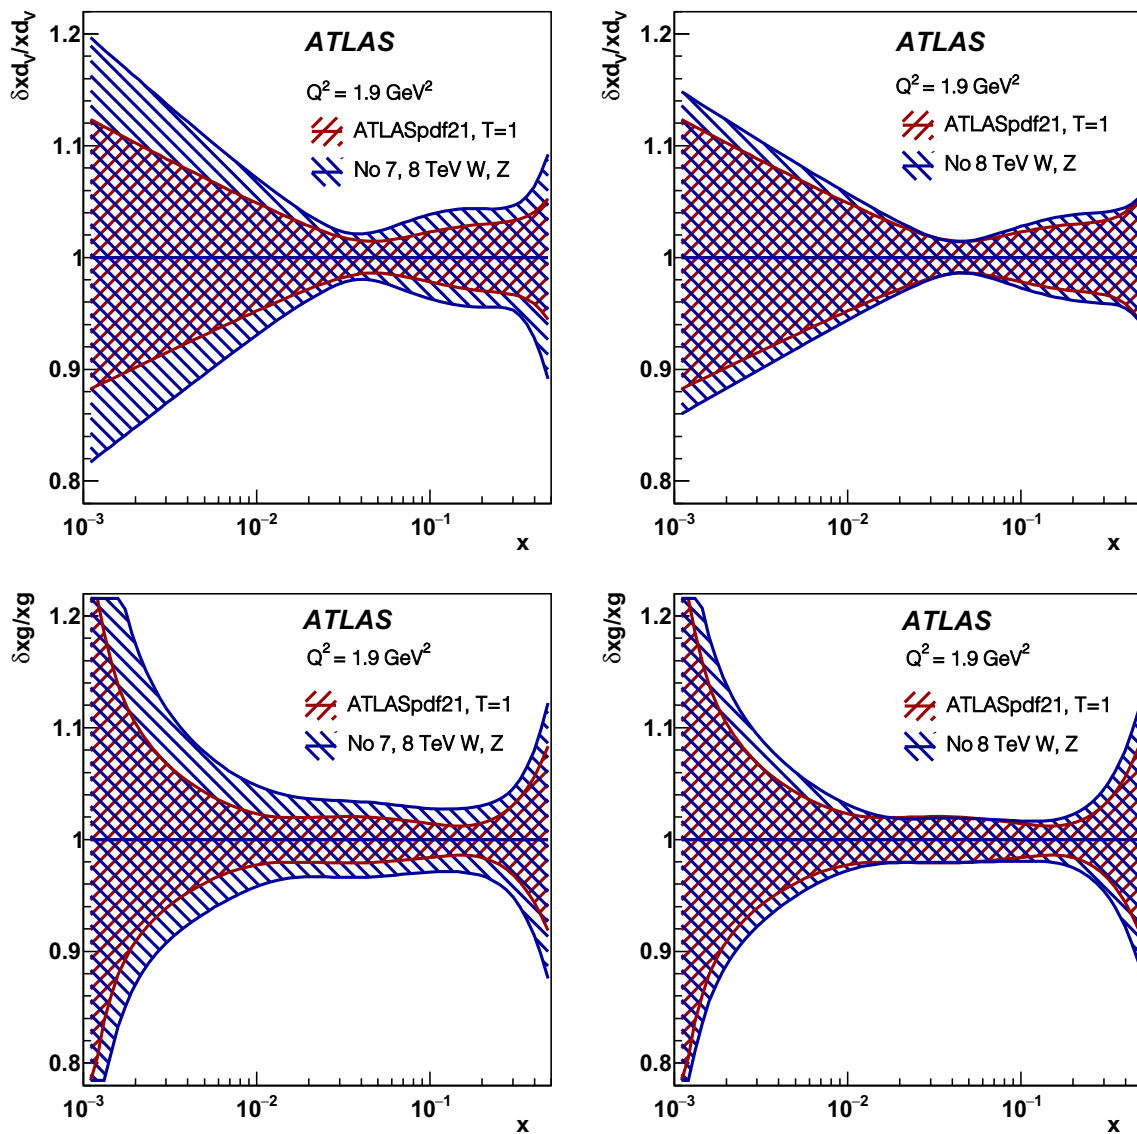 δxd_V/xd_V
1.2
1.1
1
0.9
0.8
ATLAS
Q² = 1.9 GeV²
ATLASpdf21, T=1
No 7, 8 TeV W, Z
10⁻³
10⁻²
10⁻¹
x
δxd_V/xd_V
1.2
1.1
1
0.9
0.8
ATLAS
Q² = 1.9 GeV²
ATLASpdf21, T=1
No 8 TeV W, Z
10⁻³
10⁻²
10⁻¹
x
δxg/xg
1.2
1.1
1
0.9
0.8
ATLAS
Q² = 1.9 GeV²
ATLASpdf21, T=1
No 7, 8 TeV W, Z
10⁻³
10⁻²
10⁻¹
x
δxg/xg
1.2
1.1
1
0.9
0.8
ATLAS
Q² = 1.9 GeV²
ATLASpdf21, T=1
No 8 TeV W, Z
10⁻³
10⁻²
10⁻¹
x